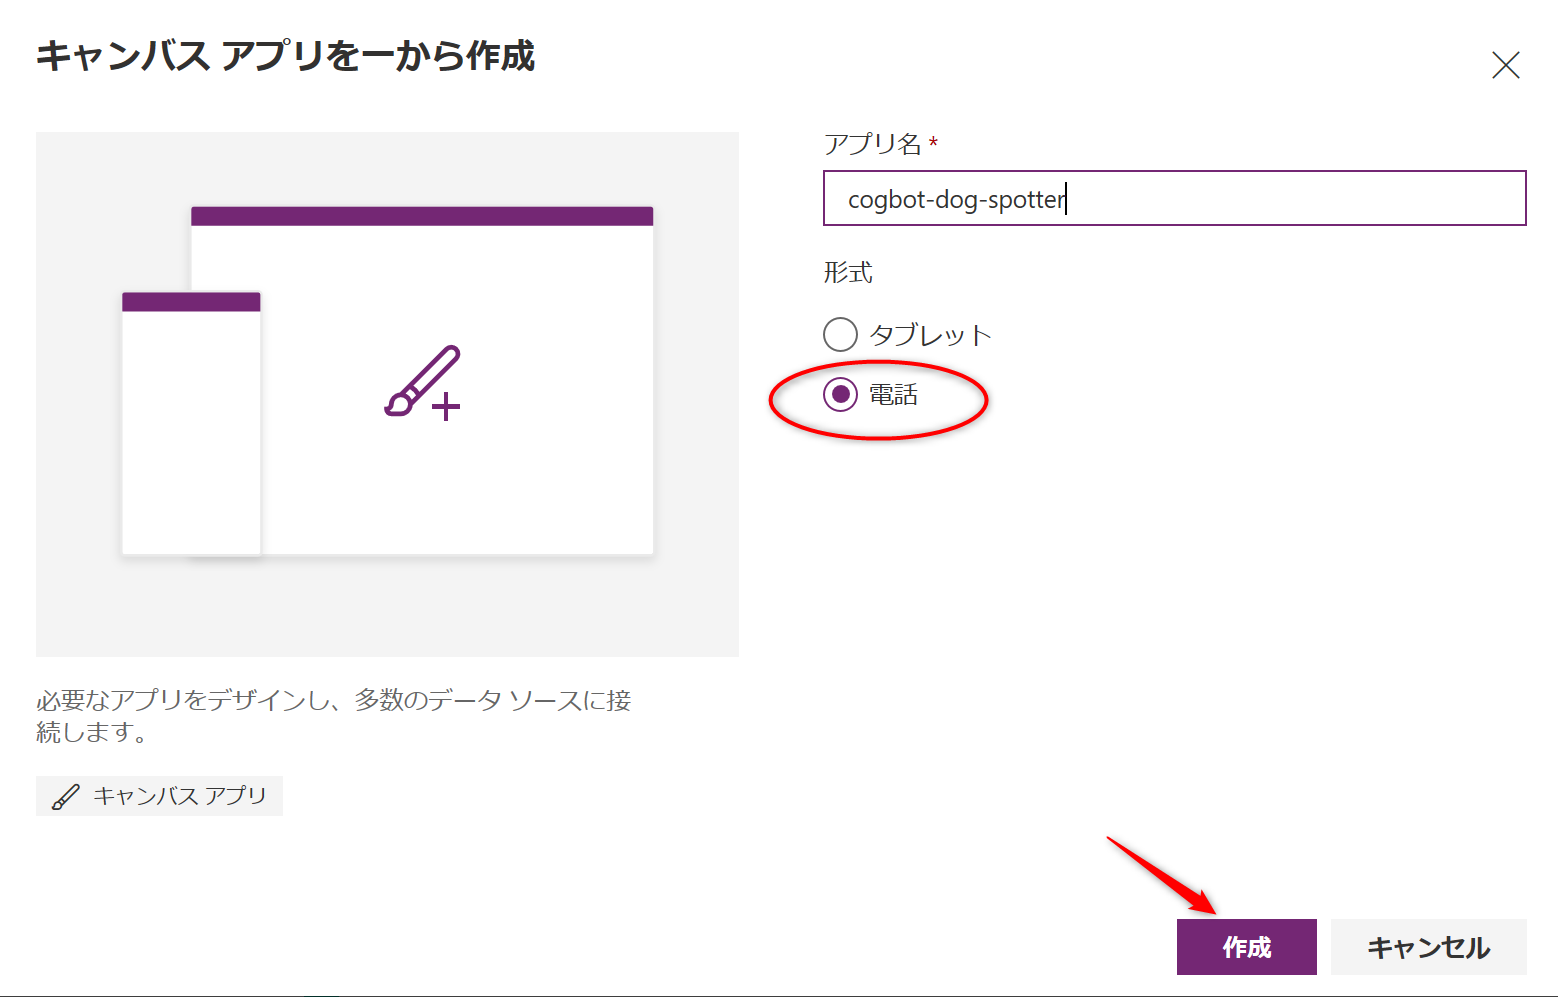 キャンバス アプリを一から作成
アプリ名 *
cogbot-dog-spotter
形式
タブレット
電話
必要なアプリをデザインし、多数のデータ ソースに接
続します。
キャンバス アプリ
作成
キャンセル